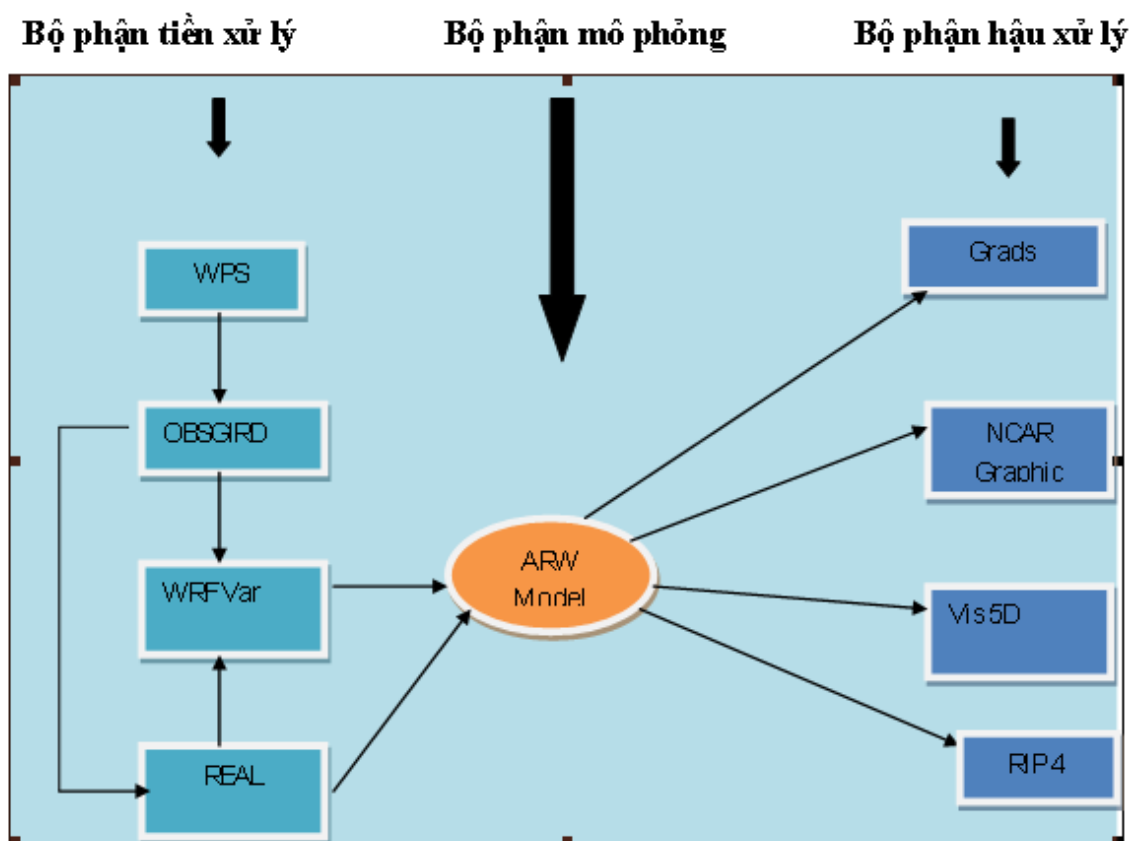 Bộ phận tiền xử lý
Bộ phận mô phỏng
Bộ phận hậu xử lý
WPS
OBSGIRD
WRFVar
REAL
ARW
Model
Grads
NCAR
Graphic
Vis5D
RIP4